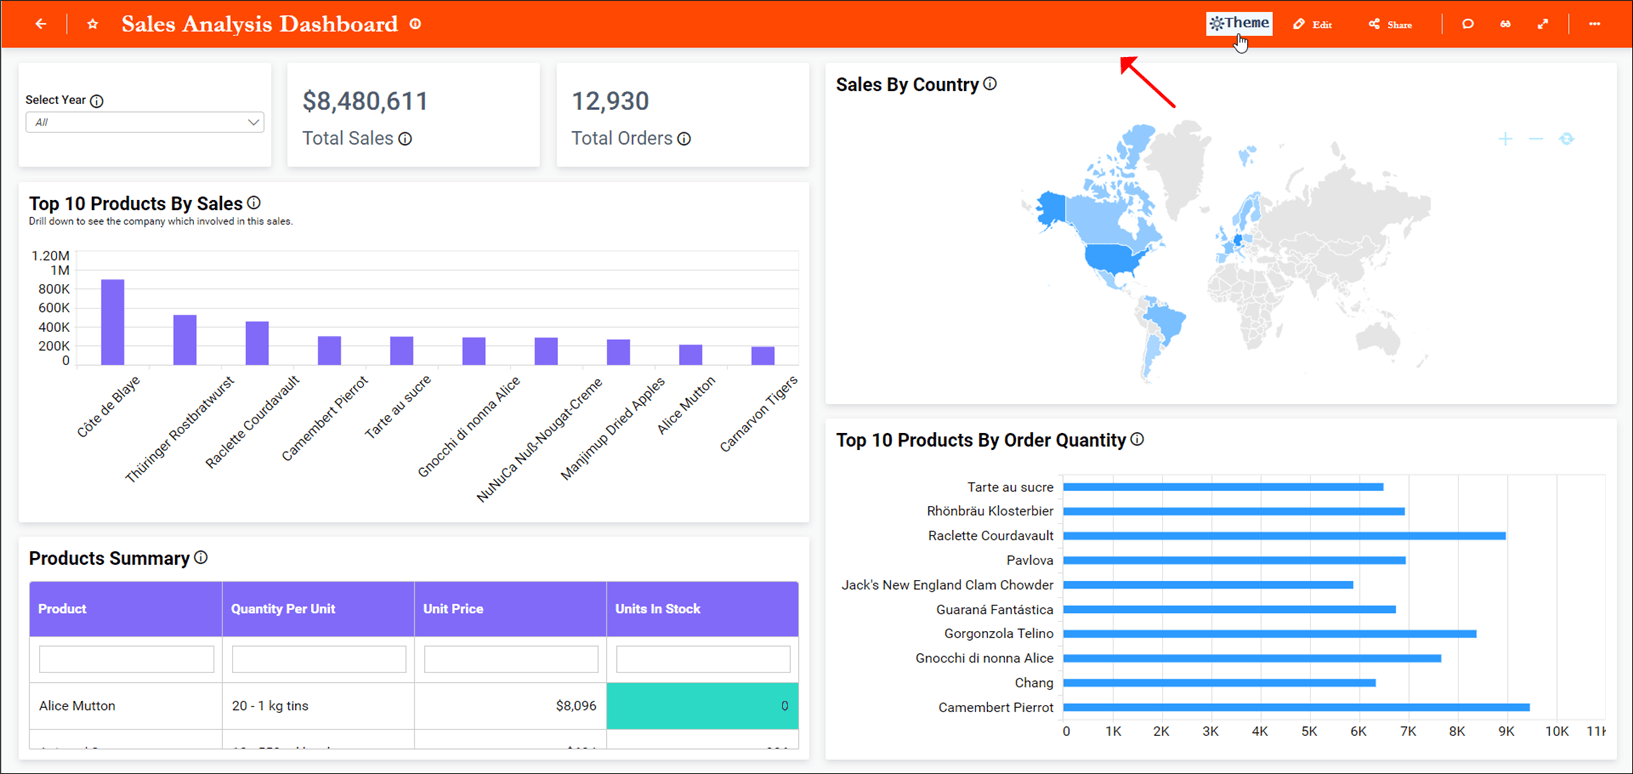 Sales Analysis Dashboard
Theme
Edit
Share
Select Year
All
$8,480,611
Total Sales
12,930
Total Orders
Top 10 Products By Sales
Drill down to see the company which involved in this sales.
1.20M
1M
800K
600K
400K
200K
0
Côte de Blaye
Thüringer Rostbratwurst
Raclette Courdavault
Camembert Pierrot
Tarte au sucre
Gnocchi di nonna Alice
NuNuCa Nuß-Nougat-Creme
Manjimup Dried Apples
Alice Mutton
Carnarvon Tigers
Products Summary
Product Quantity Per Unit Unit Price Units In Stock
Alice Mutton 20 - 1 kg tins $8,096 0
Sales By Country
Top 10 Products By Order Quantity
Tarte au sucre
Rhönbräu Klosterbier
Raclette Courdavault
Pavlova
Jack's New England Clam Chowder
Guaraná Fantástica
Gorgonzola Telino
Gnocchi di nonna Alice
Chang
Camembert Pierrot
0 1K 2K 3K 4K 5K 6K 7K 8K 9K 10K